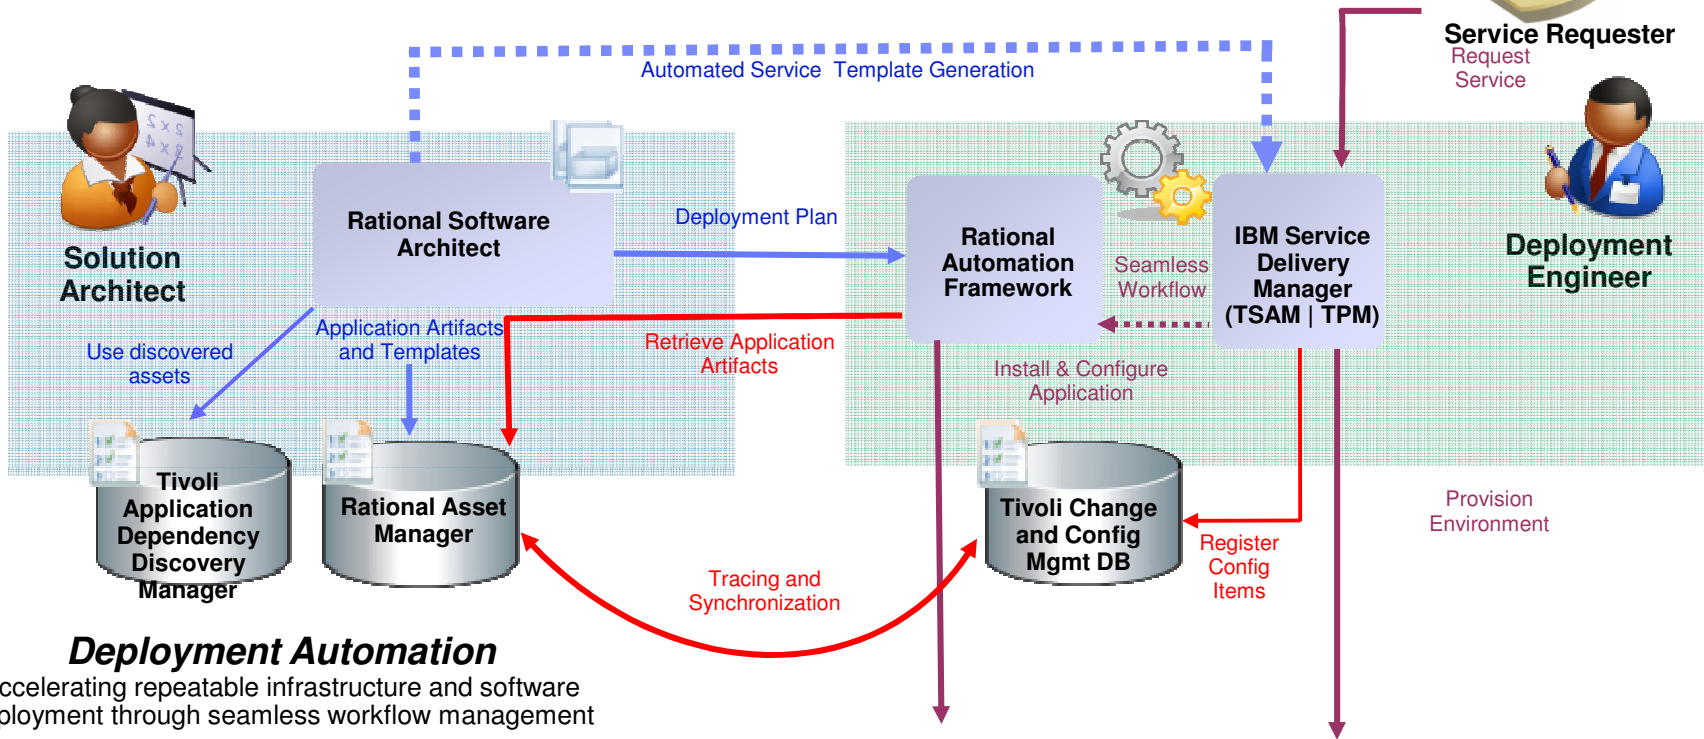 Service Requester
Request
Service
Automated Service Template Generation
Solution
Architect
Rational Software
Architect
Deployment Plan
Rational
Automation
Framework
Seamless
Workflow
IBM Service
Delivery
Manager
(TSAM | TPM)
Deployment
Engineer
Use discovered
assets
Application Artifacts
and Templates
Retrieve Application
Artifacts
Install & Configure
Application
Tivoli
Application
Dependency
Discovery
Manager
Rational Asset
Manager
Tivoli Change
and Config
Mgmt DB
Register
Config
Items
Provision
Environment
Tracing and
Synchronization
Deployment Automation
ccelerating repeatable infrastructure and software
ployment through seamless workflow management